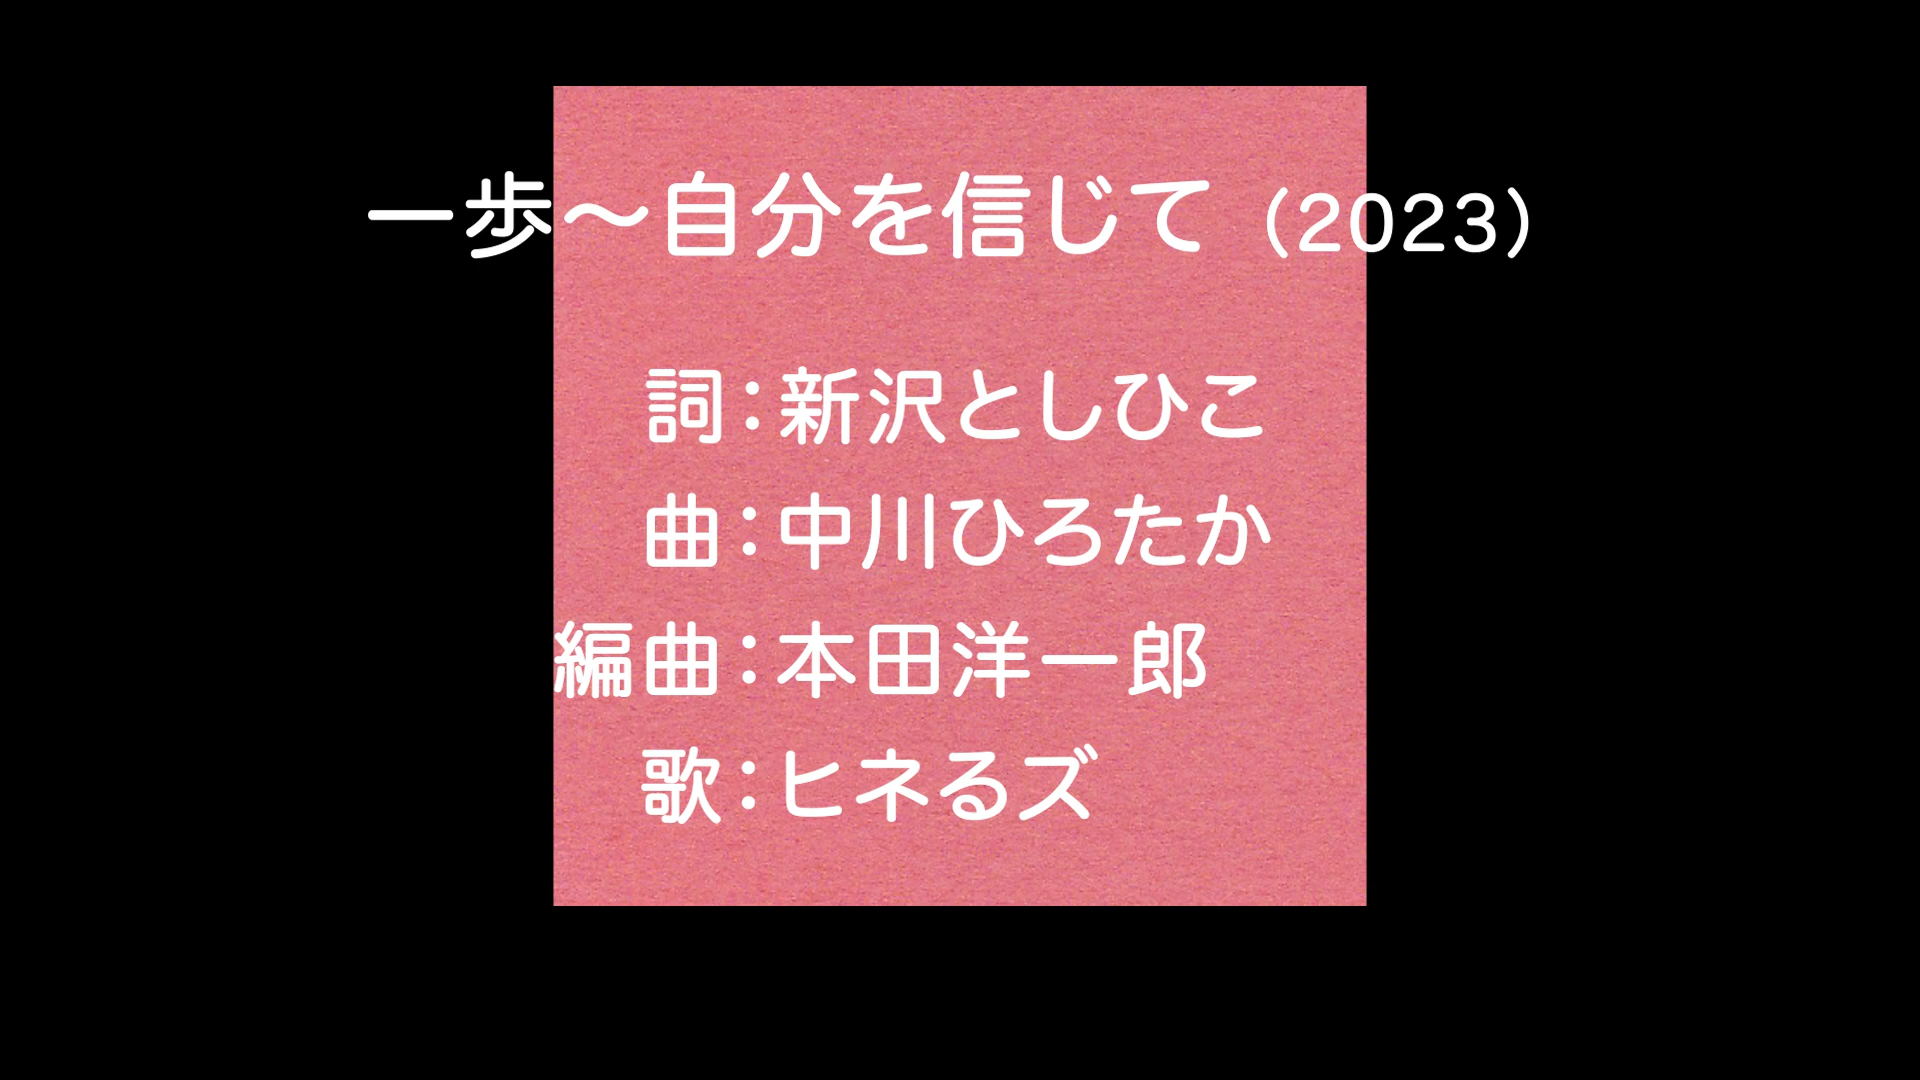 一歩〜自分を信じて（2023）
詞：新沢としひこ
曲：中川ひろたか
編曲：本田洋一郎
歌：ヒネるズ